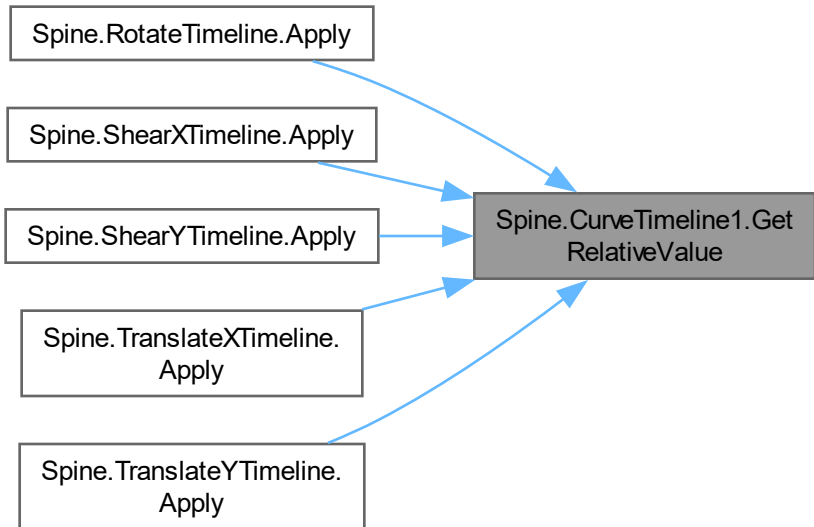 Spine.RotateTimeline.Apply
Spine.ShearXTimeline.Apply
Spine.ShearYTimeline.Apply
Spine.TranslateXTimeline.
Apply
Spine.TranslateYTimeline.
Apply
Spine.CurveTimeline1.Get
RelativeValue